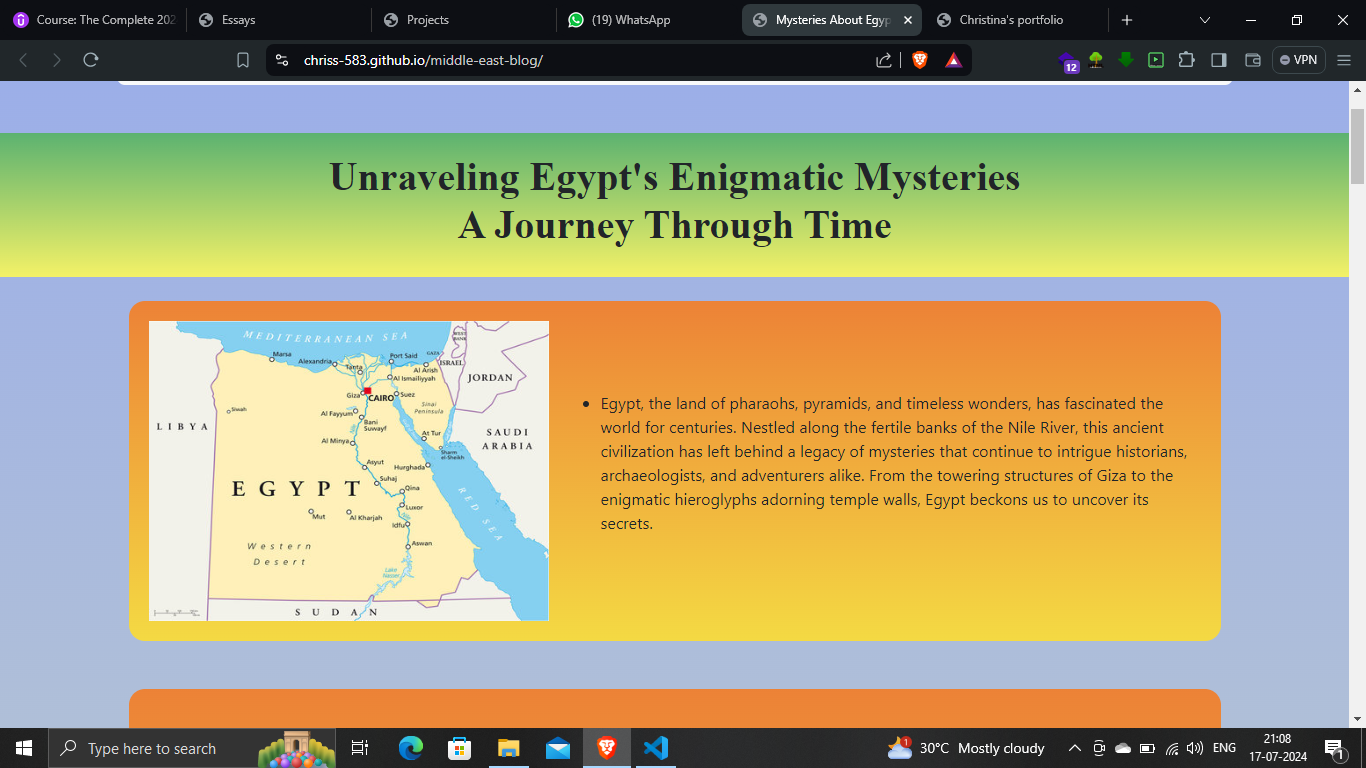 Course: The Complete 202
Essays
Projects
(19) WhatsApp
Mysteries About Egyp
Christina's portfolio
chriss-583.github.io/middle-east-blog/
12
VPN
Unraveling Egypt's Enigmatic Mysteries
A Journey Through Time
MEDITERRANEAN SEA
WEST BANK
Marsa
Alexandria
Tanta
Port Said
GAZA
ISRAEL
Al Arish
Al Ismailiyyah
JORDAN
Giza
CAIRO
Suez
Siwah
Sinai
Peninsula
Al Fayyum
LIBYA
Bani
Suwayf
SAUDI
ARABIA
Al Minya
At Tur
Sharm
el-Sheikh
Asyut
Hurghada
Suhaj
EGYPT
Qina
RED SEA
Luxor
Mut
Al Kharjah
Idfu
Western
Desert
Aswan
Lake
Nasser
SUDAN
• Egypt, the land of pharaohs, pyramids, and timeless wonders, has fascinated the
world for centuries. Nestled along the fertile banks of the Nile River, this ancient
civilization has left behind a legacy of mysteries that continue to intrigue historians,
archaeologists, and adventurers alike. From the towering structures of Giza to the
enigmatic hieroglyphs adorning temple walls, Egypt beckons us to uncover its
secrets.
Type here to search
1
30°C Mostly cloudy
ENG
21:08
17-07-2024
1